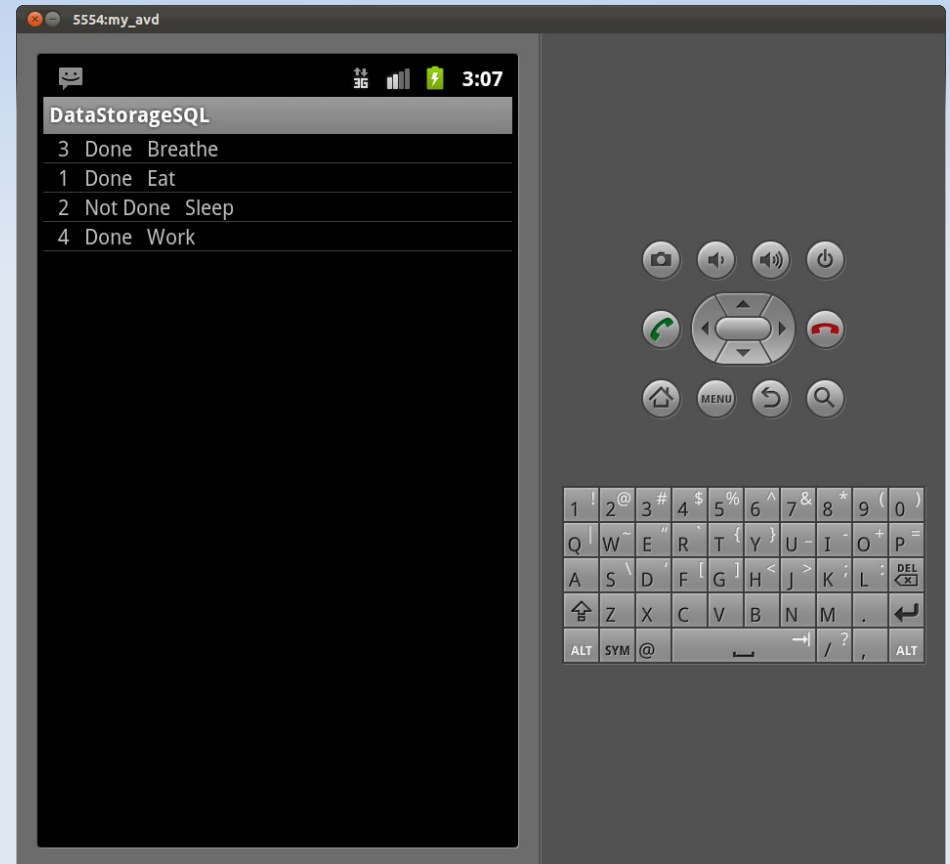 5554:my_avd
3G 3:07
DataStorageSQL
3 Done Breathe
1 Done Eat
2 Not Done Sleep
4 Done Work
MENU
1 ! 2 @ 3 # 4 $ 5 % 6 ^ 7 & 8 * 9 ( 0 )
Q | W ~ E " R ` T { Y } U _ I - O + P =
A S \ D ' F [ G ] H < J > K ; L : DEL
Z X C V B N M .
ALT SYM @ / ? , ALT